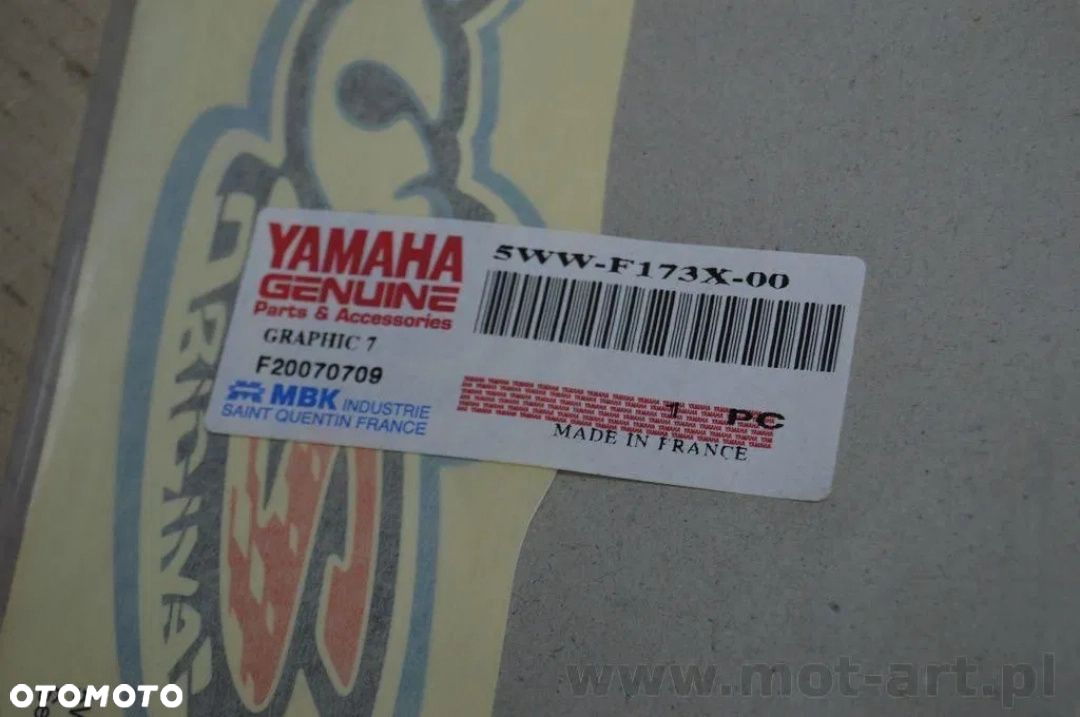 YAMAHA
GENUINE
Parts & Accessories
GRAPHIC 7
F20070709
MBK INDUSTRIE
SAINT QUENTIN FRANCE
5WW-F173X-00
1 PC
MADE IN FRANCE
ORIGINAL
www.mot-art.pl
OTOMOTO